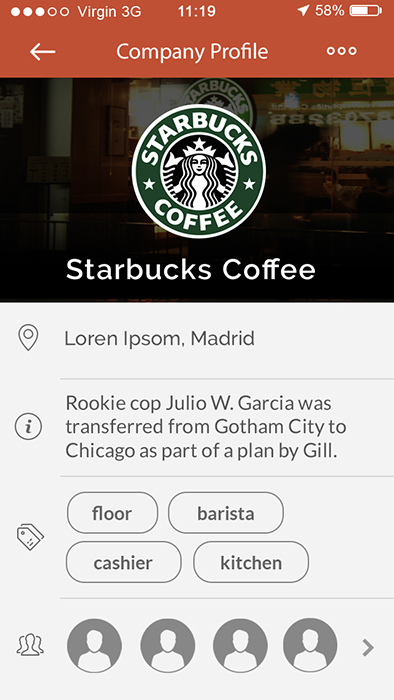 Virgin 3G 11:19 58%
Company Profile
STARBUCKS
COFFEE
Starbucks Coffee
Loren Ipsom, Madrid
Rookie cop Julio W. Garcia was
transferred from Gotham City to
Chicago as part of a plan by Gill.
floor barista
cashier kitchen